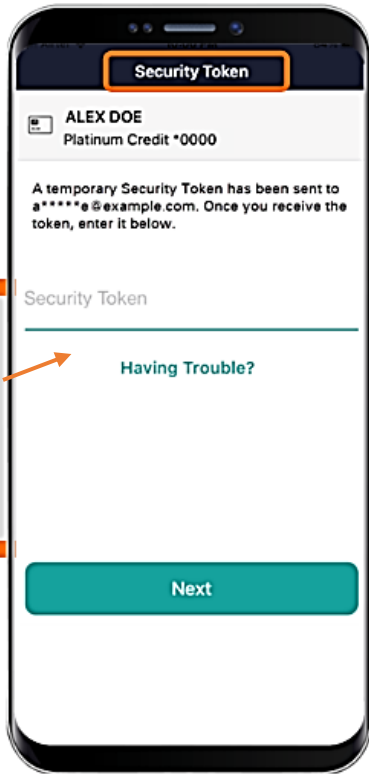 Security Token
ALEX DOE
Platinum Credit *0000
A temporary Security Token has been sent to
a*****e@example.com. Once you receive the
token, enter it below.
Security Token
Having Trouble?
Next